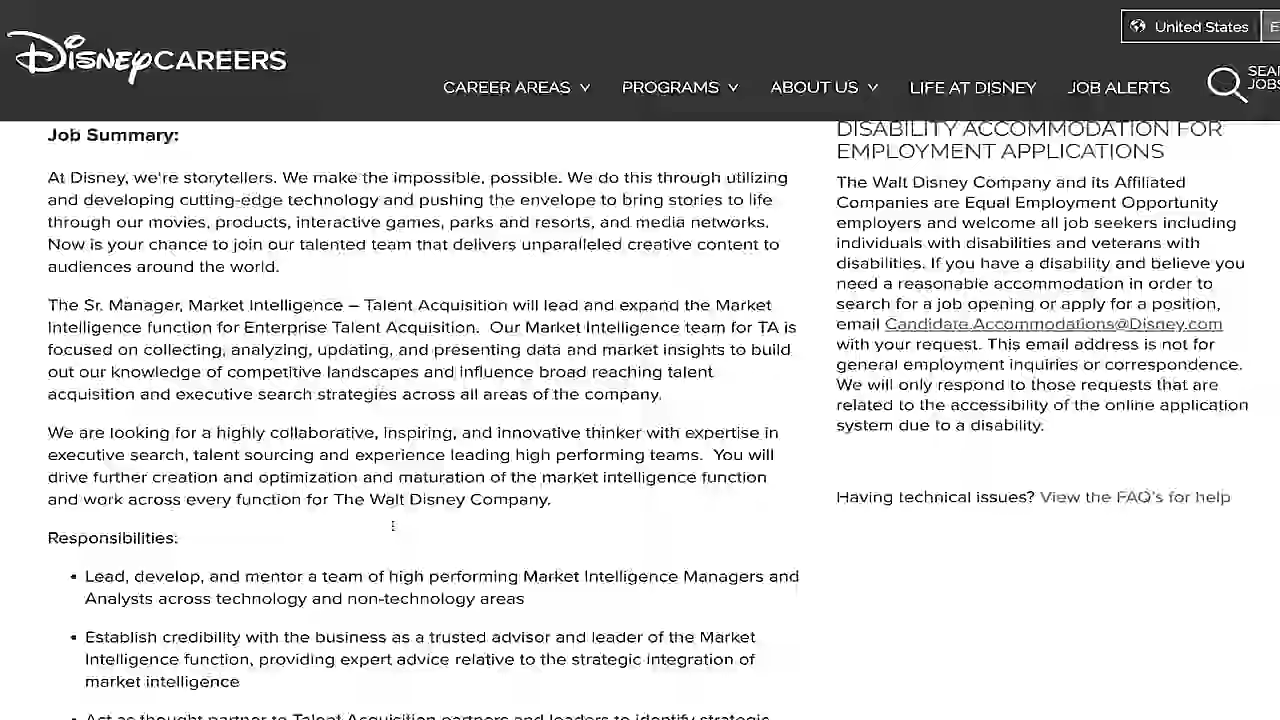 United States
E
Disney CAREERS
SEAR
JOBS
CAREER AREAS
PROGRAMS
ABOUT US
LIFE AT DISNEY
JOB ALERTS
Job Summary:
At Disney, we're storytellers. We make the impossible, possible. We do this through utilizing
and developing cutting-edge technology and pushing the envelope to bring stories to life
through our movies, products, interactive games, parks and resorts, and media networks.
Now is your chance to join our talented team that delivers unparalleled creative content to
audiences around the world.
The Sr. Manager, Market Intelligence – Talent Acquisition will lead and expand the Market
Intelligence function for Enterprise Talent Acquisition. Our Market Intelligence team for TA is
focused on collecting, analyzing, updating, and presenting data and market insights to build
out our knowledge of competitive landscapes and influence broad reaching talent
acquisition and executive search strategies across all areas of the company.
We are looking for a highly collaborative, inspiring, and innovative thinker with expertise in
executive search, talent sourcing and experience leading high performing teams. You will
drive further creation and optimization and maturation of the market intelligence function
and work across every function for The Walt Disney Company.
Responsibilities:
• Lead, develop, and mentor a team of high performing Market Intelligence Managers and
Analysts across technology and non-technology areas
• Establish credibility with the business as a trusted advisor and leader of the Market
Intelligence function, providing expert advice relative to the strategic integration of
market intelligence
• Act as thought partner to Talent Acquisition partners and leaders to identify strategic
DISABILITY ACCOMMODATION FOR
EMPLOYMENT APPLICATIONS
The Walt Disney Company and its Affiliated
Companies are Equal Employment Opportunity
employers and welcome all job seekers including
individuals with disabilities and veterans with
disabilities. If you have a disability and believe you
need a reasonable accommodation in order to
search for a job opening or apply for a position,
email Candidate.Accommodations@Disney.com
with your request. This email address is not for
general employment inquiries or correspondence.
We will only respond to those requests that are
related to the accessibility of the online application
system due to a disability.
Having technical issues? View the FAQ's for help